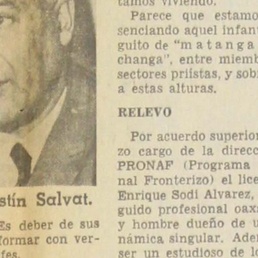 tamos viviendo.
Parece que estamo
senciando aquel infant
guito de "matanga
changa", entre miemb
sectores priístas, y sob
a estas alturas.
RELEVO
Por acuerdo superio
zo cargo de la direcc
PRONAF (Programa
nal Fronterizo) el lice
Enrique Sodi Alvarez,
guido profesional oax
y hombre dueño de u
námica singular. Ade
ser un estudioso de l
stín Salvat.
Es deber de sus
formar con ver-
fes.